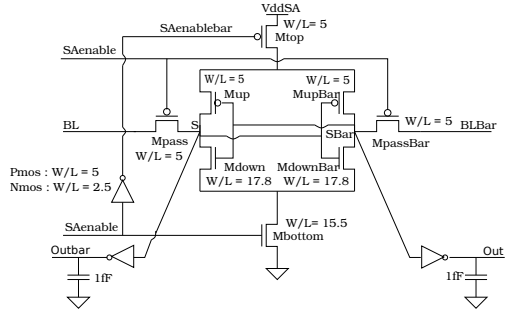 VddSA
SAenablebar
W/L= 5
Mtop
SAenable
W/L = 5
W/L = 5
Mup
MupBar
W/L = 5
BL
S
SBar
BLBar
Mpass
MpassBar
W/L = 5
Mdown
MdownBar
Pmos : W/L = 5
W/L = 17.8
W/L = 17.8
Nmos : W/L = 2.5
SAenable
W/L= 15.5
Mbottom
Outbar
Out
1fF
1fF